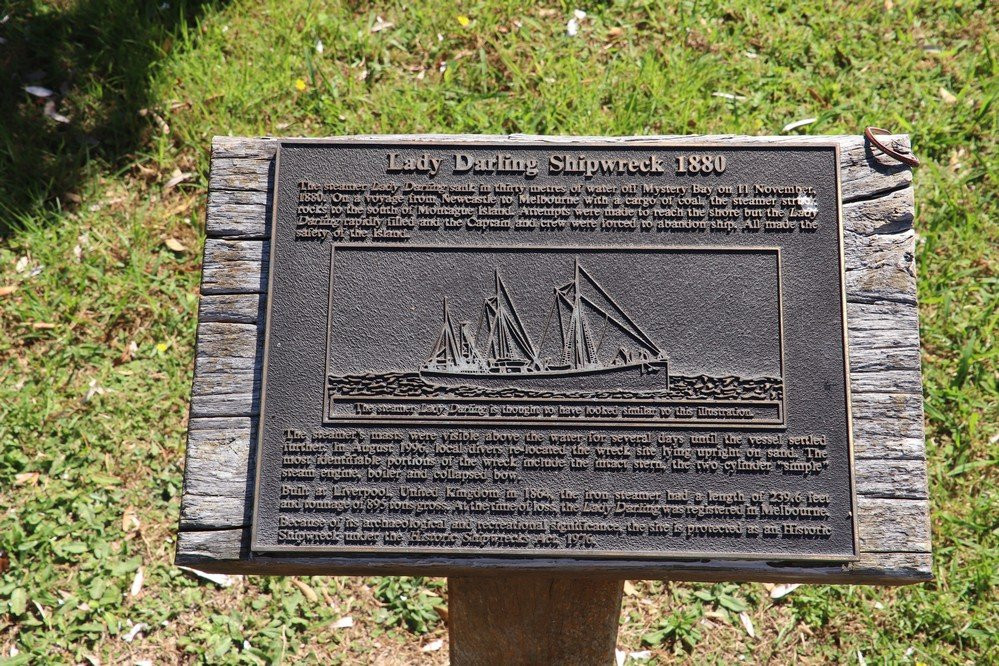 Lady Darling Shipwreck 1880
The steamer Lady Darling sank in thirty metres of water off Mystery Bay on 11 November,
1880. On a voyage from Newcastle to Melbourne with a cargo of coal, the steamer struck
rocks to the south of Montague Island. Attempts were made to reach the shore but the Lady
Darling rapidly filled and the Captain and crew were forced to abandon ship. All made the
safety of the Island.
The steamer Lady Darling is thought to have looked similar to this illustration.
The steamer's masts were visible above the water for several days until the vessel settled
further. In August 1996, local divers re-located the wreck site lying upright on sand. The
most identifiable portions of the wreck include the intact stern, the two cylinder "simple"
steam engine, boiler and collapsed bow.
Built at Liverpool, United Kingdom in 1864, the iron steamer had a length of 239.6 feet
and tonnage of 895 tons gross. At the time of loss, the Lady Darling was registered in Melbourne.
Because of its archaeological and recreational significance, the site is protected as an Historic
Shipwreck under the Historic Shipwrecks Act, 1976.